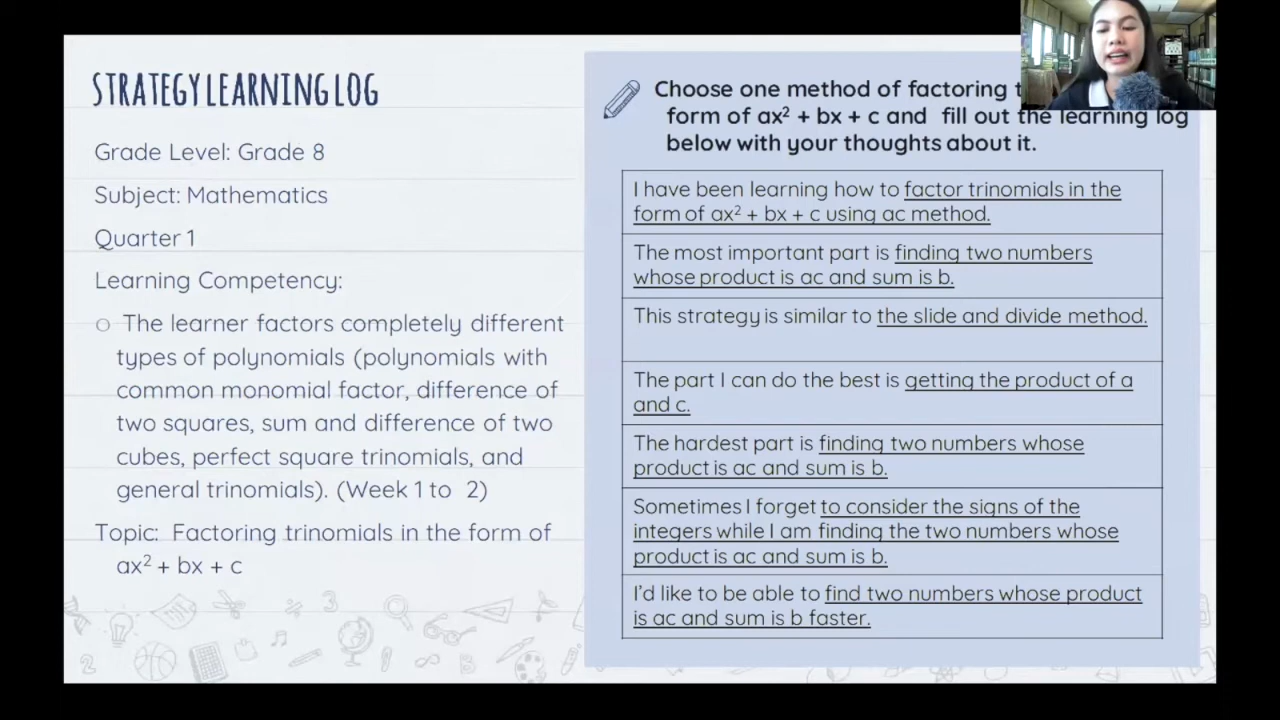 STRATEGY LEARNING LOG
Grade Level: Grade 8
Subject: Mathematics
Quarter 1
Learning Competency:
o The learner factors completely different
types of polynomials (polynomials with
common monomial factor, difference of
two squares, sum and difference of two
cubes, perfect square trinomials, and
general trinomials). (Week 1 to 2)
Topic: Factoring trinomials in the form of
ax² + bx + c
Choose one method of factoring
form of ax² + bx + c and fill out the learning log
below with your thoughts about it.
I have been learning how to factor trinomials in the
form of ax² + bx + c using ac method.
The most important part is finding two numbers
whose product is ac and sum is b.
This strategy is similar to the slide and divide method.
The part I can do the best is getting the product of a
and c.
The hardest part is finding two numbers whose
product is ac and sum is b.
Sometimes I forget to consider the signs of the
integers while I am finding the two numbers whose
product is ac and sum is b.
I'd like to be able to find two numbers whose product
is ac and sum is b faster.